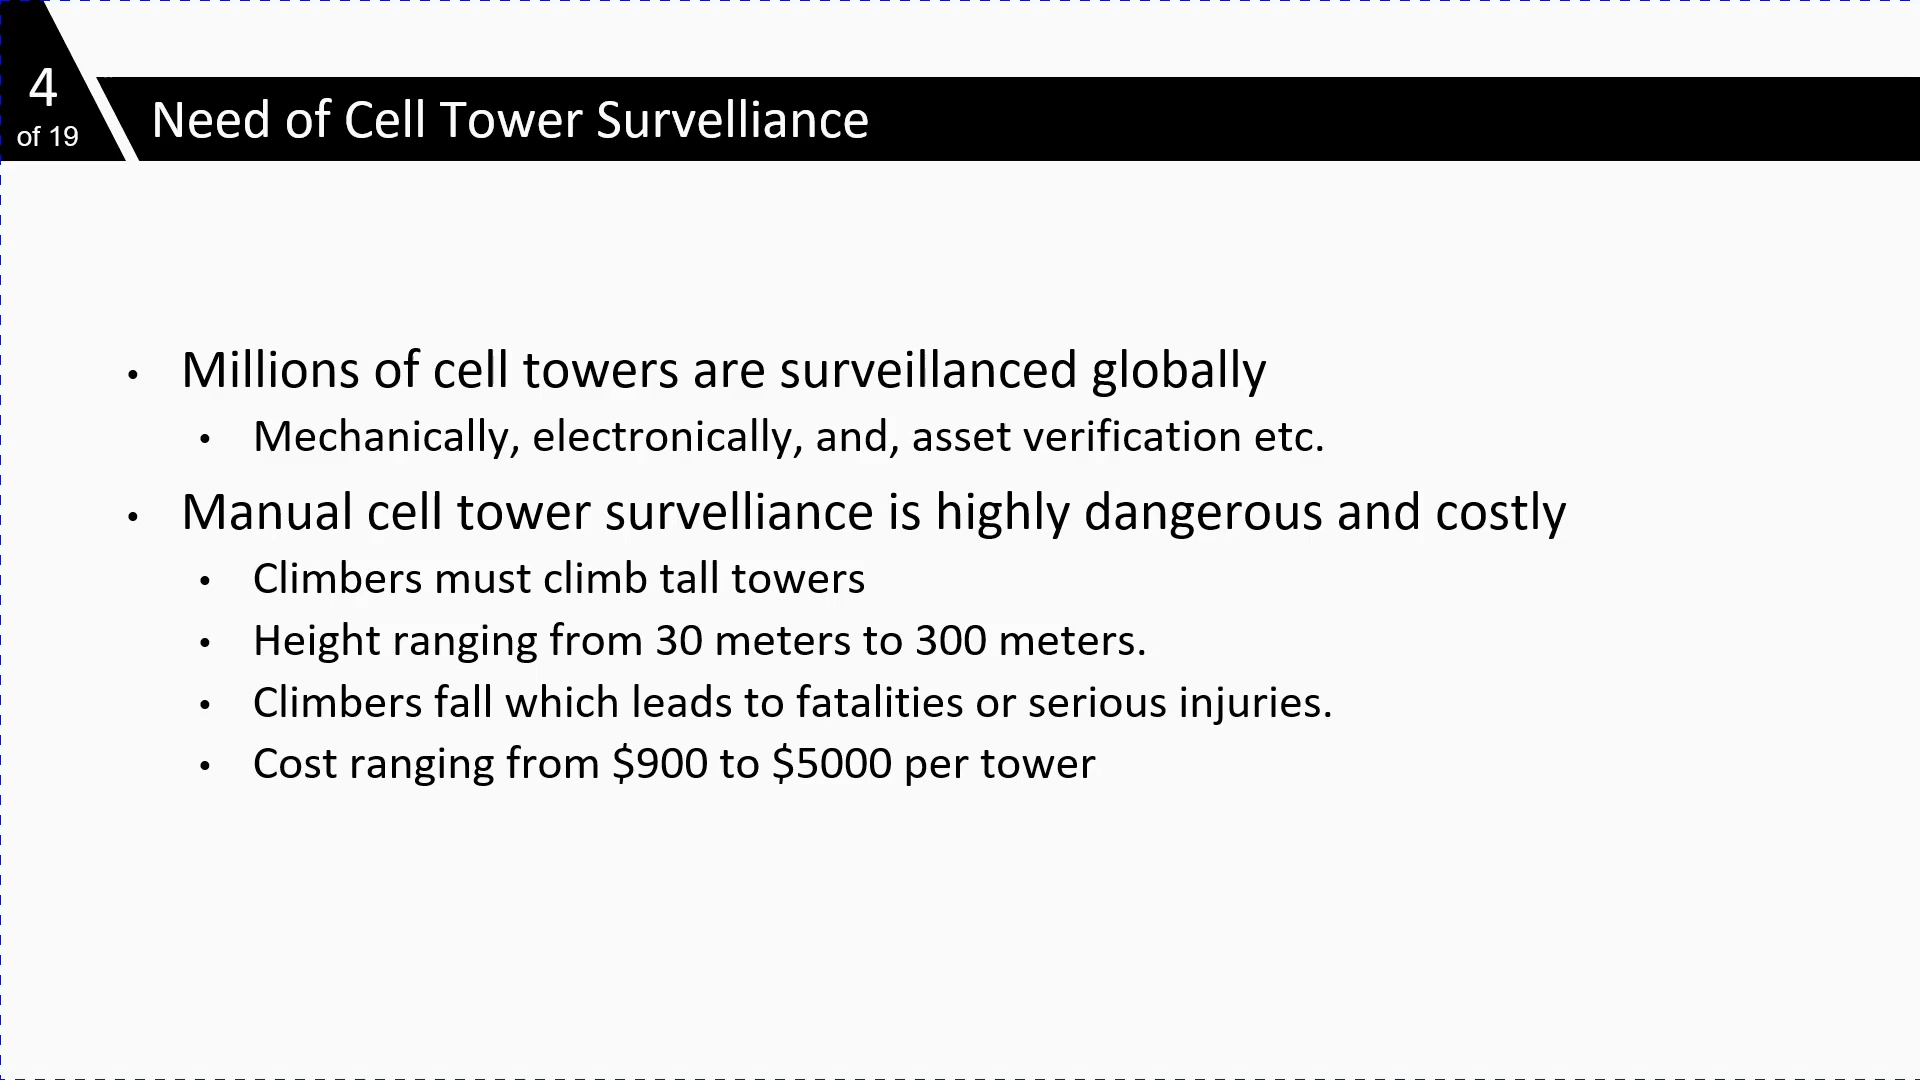 4
of 19
Need of Cell Tower Survelliance
• Millions of cell towers are surveillanced globally
• Mechanically, electronically, and, asset verification etc.
• Manual cell tower survelliance is highly dangerous and costly
• Climbers must climb tall towers
• Height ranging from 30 meters to 300 meters.
• Climbers fall which leads to fatalities or serious injuries.
• Cost ranging from $900 to $5000 per tower